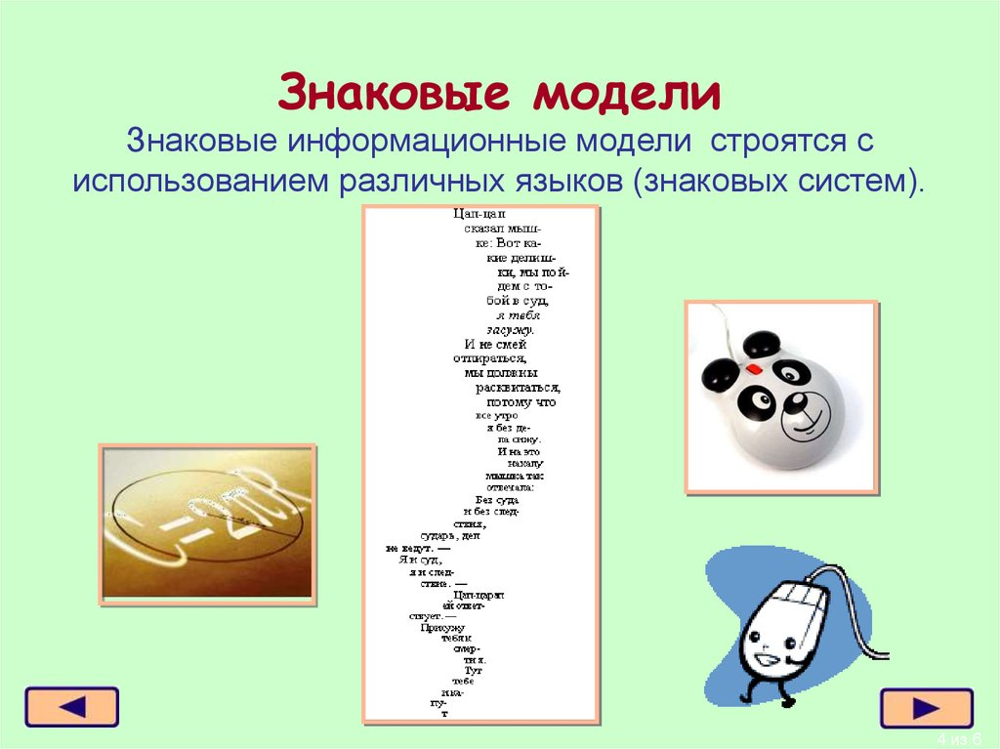 Знаковые модели
Знаковые информационные модели строятся с
использованием различных языков (знаковых систем).
Цап-цап
сказал мыш-
ке: Вот ка-
кие делиш-
ки, мы пой-
дем с то-
бой в суд,
я тебя
засужу.
И не смей
отпираться,
мы должны
расквитаться,
потому что
все утро
я без де-
ла сижу.
И на это
нахалу
мышка так
отвечала:
Без суда
и без след-
ствия,
сударь, дел
не ведут. —
Я и суд,
я и след-
ствие. —
Цап-царап
ей ответ-
ствует. —
Присужу
тебя к
смер-
ти я.
Тут
тебе
и ка-
пу-
т
C=2πR
4 из 6